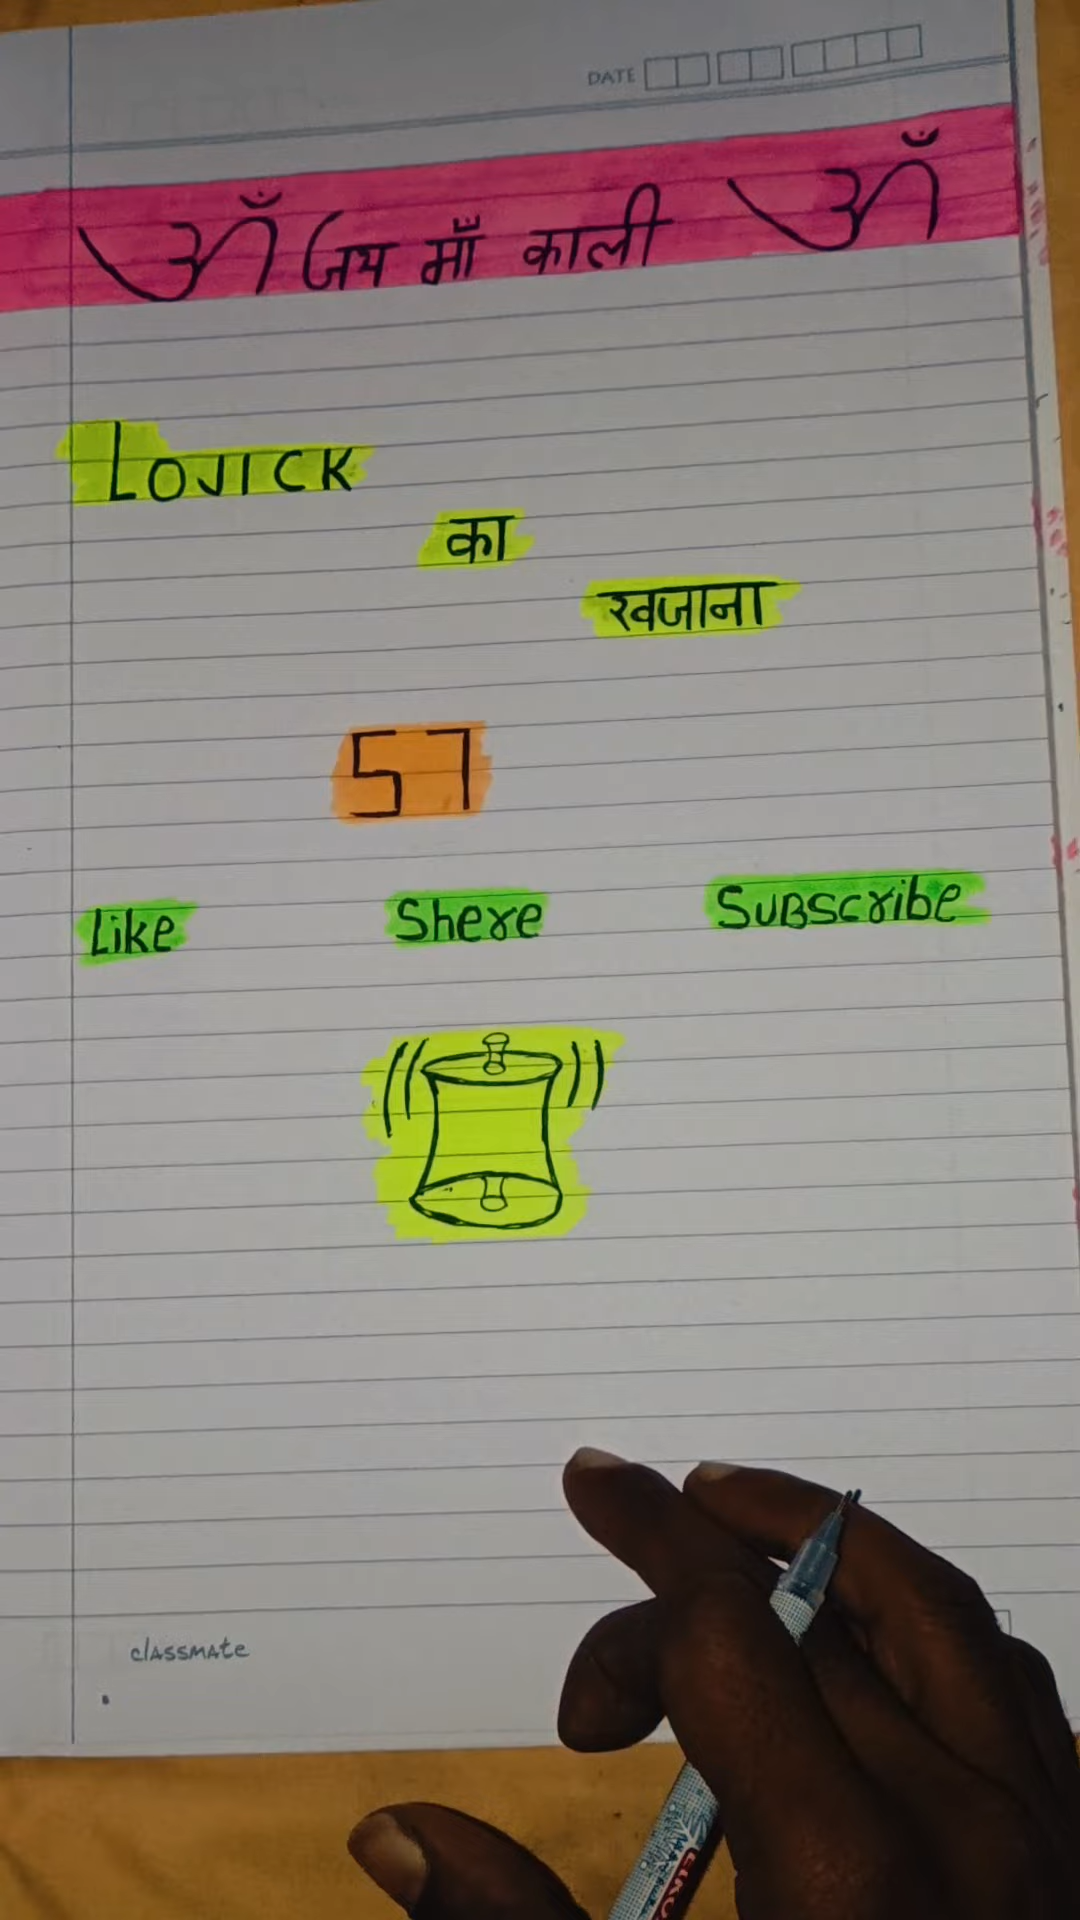 DATE
ॐ जय माँ काली ॐ
LOJICK
का
खजाना
57
Like Shere Subscribe
classmate